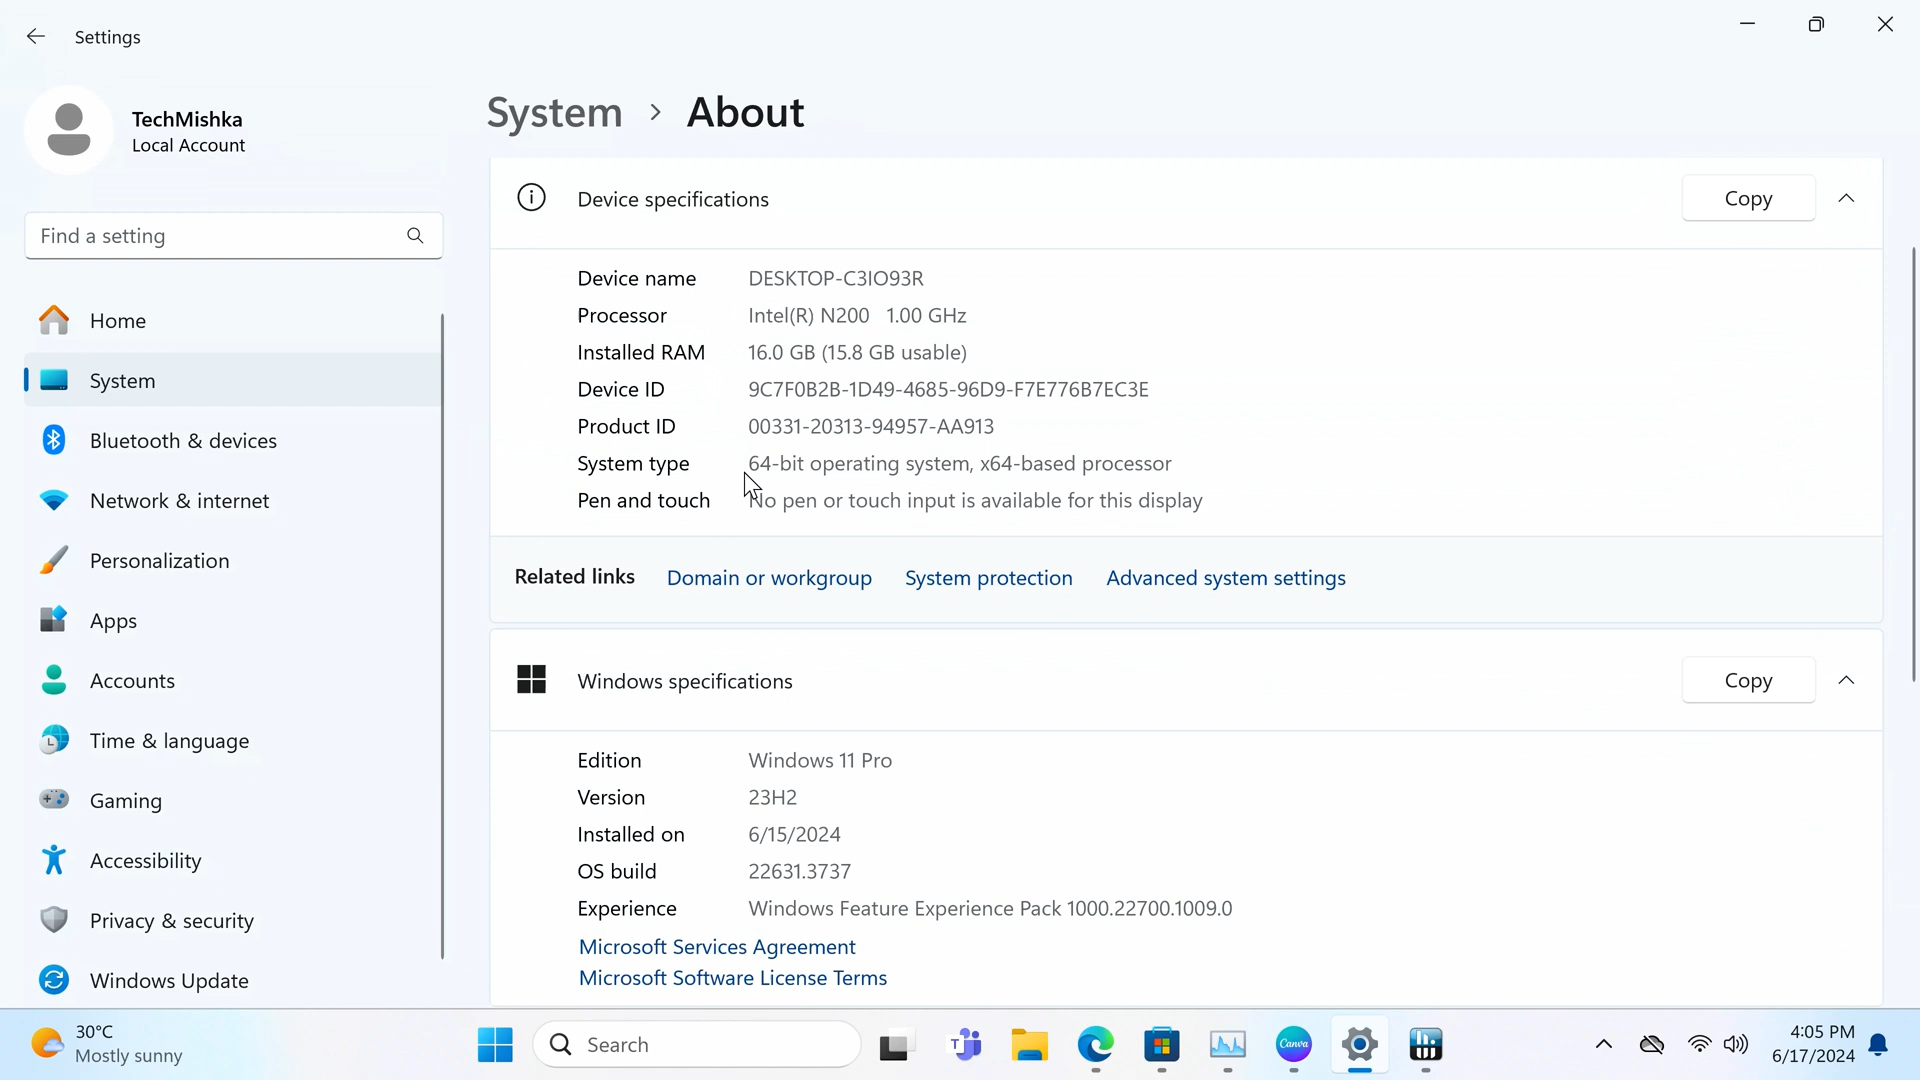 Settings
TechMishka
Local Account
Find a setting
Home
System
Bluetooth & devices
Network & internet
Personalization
Apps
Accounts
Time & language
Gaming
Accessibility
Privacy & security
Windows Update
System > About
Device specifications
Copy
Device name DESKTOP-C3IO93R
Processor Intel(R) N200 1.00 GHz
Installed RAM 16.0 GB (15.8 GB usable)
Device ID 9C7F0B2B-1D49-4685-96D9-F7E776B7EC3E
Product ID 00331-20313-94957-AA913
System type 64-bit operating system, x64-based processor
Pen and touch No pen or touch input is available for this display
Related links Domain or workgroup System protection Advanced system settings
Windows specifications
Copy
Edition Windows 11 Pro
Version 23H2
Installed on 6/15/2024
OS build 22631.3737
Experience Windows Feature Experience Pack 1000.22700.1009.0
Microsoft Services Agreement
Microsoft Software License Terms
30°C
Mostly sunny
Search
T
Canva
4:05 PM
6/17/2024